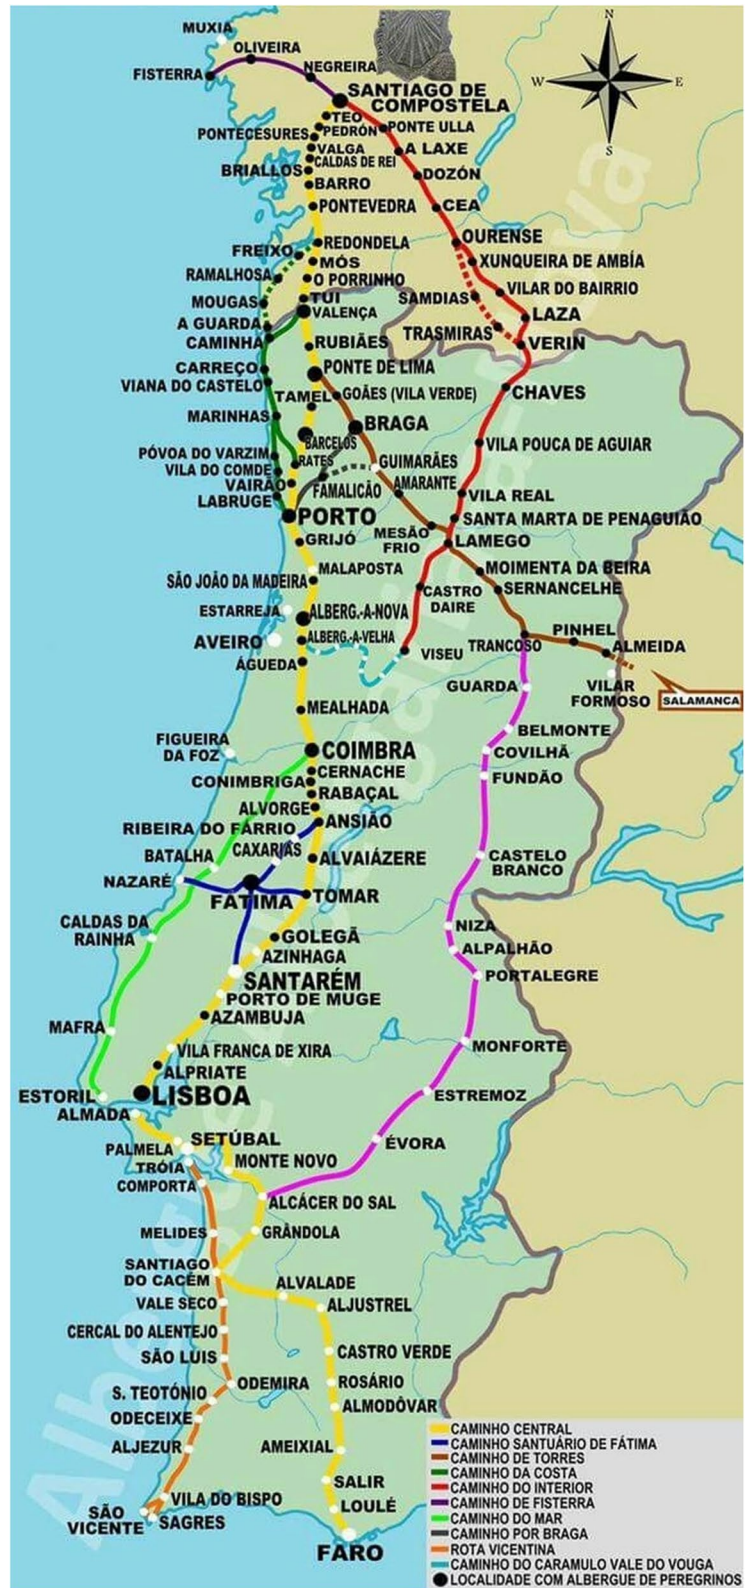 MUXIA
OLIVEIRA
FISTERRA
NEGREIRA
N
W
E
S
SANTIAGO DE
COMPOSTELA
TEO
PEDRÓN
PONTECESURES
PONTE ULLA
VALGA
A LAXE
CALDAS DE REI
BRIALLOS
DOZÓN
BARRO
PONTEVEDRA
CEA
REDONDELA
OURENSE
FREIXO
MÓS
XUNQUEIRA DE AMBÍA
RAMALHOSA
O PORRINHO
VILAR DO BAIRRIO
MOUGAS
TUI
SAMDIAS
VALENÇA
LAZA
A GUARDA
TRASMIRAS
CAMINHA
RUBIÃES
VERIN
CARREÇO
PONTE DE LIMA
VIANA DO CASTELO
TAMEL
GOÃES (VILA VERDE)
CHAVES
MARINHAS
BRAGA
BARCELOS
VILA POUCA DE AGUIAR
PÓVOA DO VARZIM
RATES
GUIMARÃES
VILA DO COMDE
VAIRÃO
FAMALICÃO
AMARANTE
LABRUGE
VILA REAL
PORTO
SANTA MARTA DE PENAGUIÃO
MESÃO
FRIO
GRIJÓ
LAMEGO
MALAPOSTA
MOIMENTA DA BEIRA
SÃO JOÃO DA MADEIRA
CASTRO
DAIRE
SERNANCELHE
ESTARREJA
ALBERG.-A-NOVA
PINHEL
AVEIRO
ALBERG.-A-VELHA
VISEU
TRANCOSO
ALMEIDA
ÁGUEDA
GUARDA
VILAR
FORMOSO
SALAMANCA
MEALHADA
BELMONTE
FIGUEIRA
DA FOZ
COIMBRA
COVILHÃ
CERNACHE
FUNDÃO
CONIMBRIGA
RABAÇAL
ALVORGE
ANSIÃO
RIBEIRA DO FÁRRIO
CAXARIAS
BATALHA
ALVAIÁZERE
CASTELO
BRANCO
NAZARÉ
FÁTIMA
TOMAR
CALDAS DA
RAINHA
NIZA
GOLEGÃ
AZINHAGA
ALPALHÃO
SANTARÉM
PORTALEGRE
PORTO DE MUGE
AZAMBUJA
MAFRA
VILA FRANCA DE XIRA
MONFORTE
ALPRIATE
ESTORIL
LISBOA
ESTREMOZ
ALMADA
SETÚBAL
ÉVORA
PALMELA
MONTE NOVO
TRÓIA
COMPORTA
ALCÁCER DO SAL
MELIDES
GRÂNDOLA
SANTIAGO
DO CACÉM
ALVALADE
VALE SECO
ALJUSTREL
CERCAL DO ALENTEJO
SÃO LUIS
CASTRO VERDE
ODEMIRA
ROSÁRIO
S. TEOTÓNIO
ALMODÔVAR
ODECEIXE
ALJEZUR
AMEIXIAL
SALIR
VILA DO BISPO
LOULÉ
SÃO
VICENTE
SAGRES
FARO
CAMINHO CENTRAL
CAMINHO SANTUÁRIO DE FÁTIMA
CAMINHO DE TORRES
CAMINHO DA COSTA
CAMINHO DO INTERIOR
CAMINHO DE FISTERRA
CAMINHO DO MAR
CAMINHO POR BRAGA
ROTA VICENTINA
CAMINHO DO CARAMULO VALE DO VOUGA
LOCALIDADE COM ALBERGUE DE PEREGRINOS